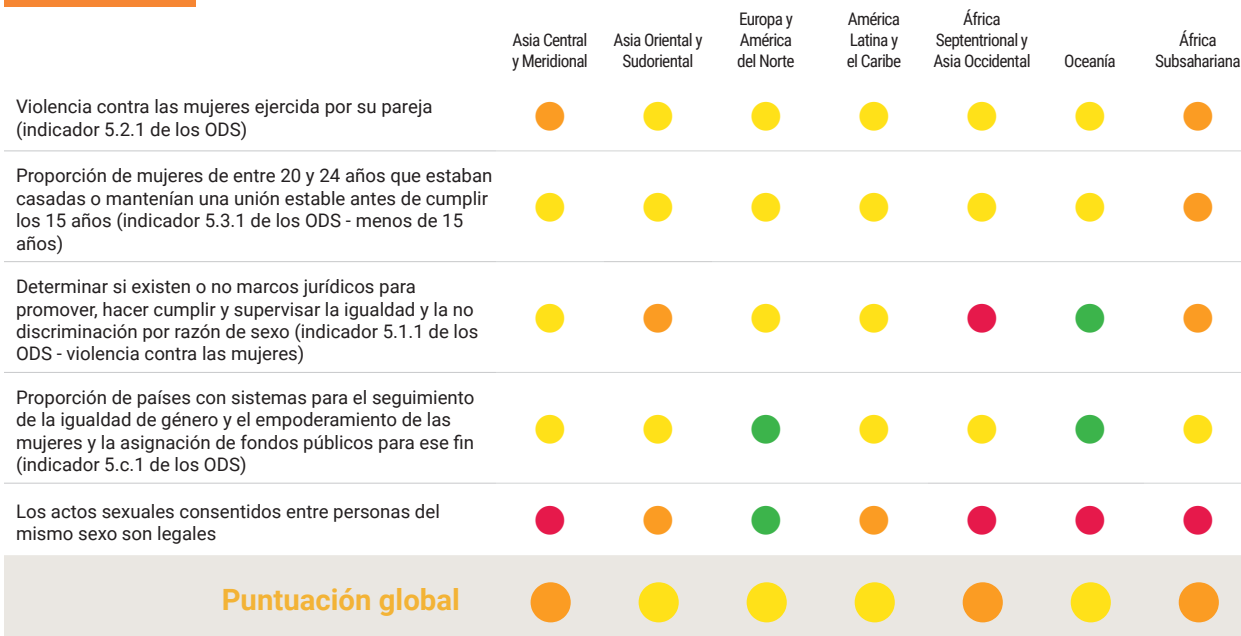 Asia Central
y Meridional
Asia Oriental y
Sudoriental
Europa y
América
del Norte
América
Latina y
el Caribe
África
Septentrional y
Asia Occidental
Oceanía
África
Subsahariana
Violencia contra las mujeres ejercida por su pareja
(indicador 5.2.1 de los ODS)
Proporción de mujeres de entre 20 y 24 años que estaban
casadas o mantenían una unión estable antes de cumplir
los 15 años (indicador 5.3.1 de los ODS - menos de 15
años)
Determinar si existen o no marcos jurídicos para
promover, hacer cumplir y supervisar la igualdad y la no
discriminación por razón de sexo (indicador 5.1.1 de los
ODS - violencia contra las mujeres)
Proporción de países con sistemas para el seguimiento
de la igualdad de género y el empoderamiento de las
mujeres y la asignación de fondos públicos para ese fin
(indicador 5.c.1 de los ODS)
Los actos sexuales consentidos entre personas del
mismo sexo son legales
Puntuación global